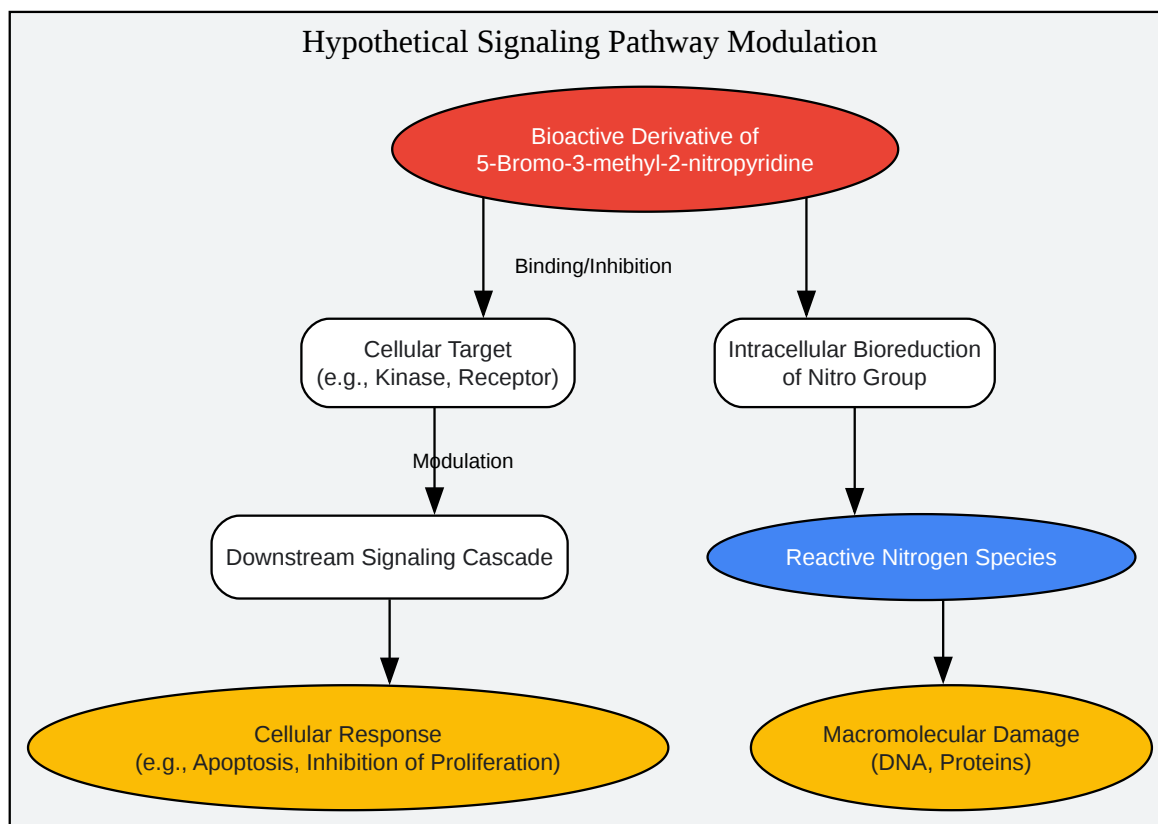 Hypothetical Signaling Pathway Modulation
Bioactive Derivative of
5-Bromo-3-methyl-2-nitropyridine
Binding/Inhibition
Cellular Target
(e.g., Kinase, Receptor)
Intracellular Bioreduction
of Nitro Group
Modulation
Downstream Signaling Cascade
Reactive Nitrogen Species
Cellular Response
(e.g., Apoptosis, Inhibition of Proliferation)
Macromolecular Damage
(DNA, Proteins)